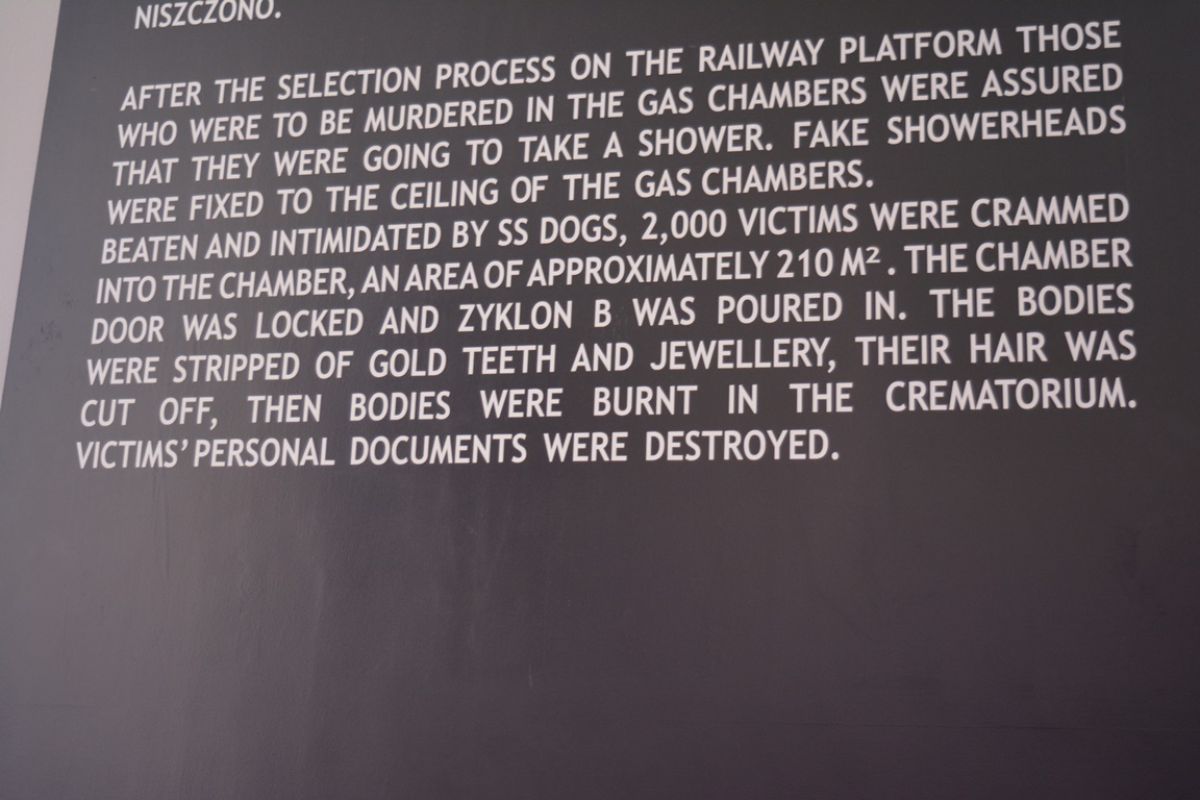 NISZCZONO.
AFTER THE SELECTION PROCESS ON THE RAILWAY PLATFORM THOSE
WHO WERE TO BE MURDERED IN THE GAS CHAMBERS WERE ASSURED
THAT THEY WERE GOING TO TAKE A SHOWER. FAKE SHOWERHEADS
WERE FIXED TO THE CEILING OF THE GAS CHAMBERS.
BEATEN AND INTIMIDATED BY SS DOGS, 2,000 VICTIMS WERE CRAMMED
INTO THE CHAMBER, AN AREA OF APPROXIMATELY 210 M². THE CHAMBER
DOOR WAS LOCKED AND ZYKLON B WAS POURED IN. THE BODIES
WERE STRIPPED OF GOLD TEETH AND JEWELLERY, THEIR HAIR WAS
CUT OFF, THEN BODIES WERE BURNT IN THE CREMATORIUM.
VICTIMS’ PERSONAL DOCUMENTS WERE DESTROYED.